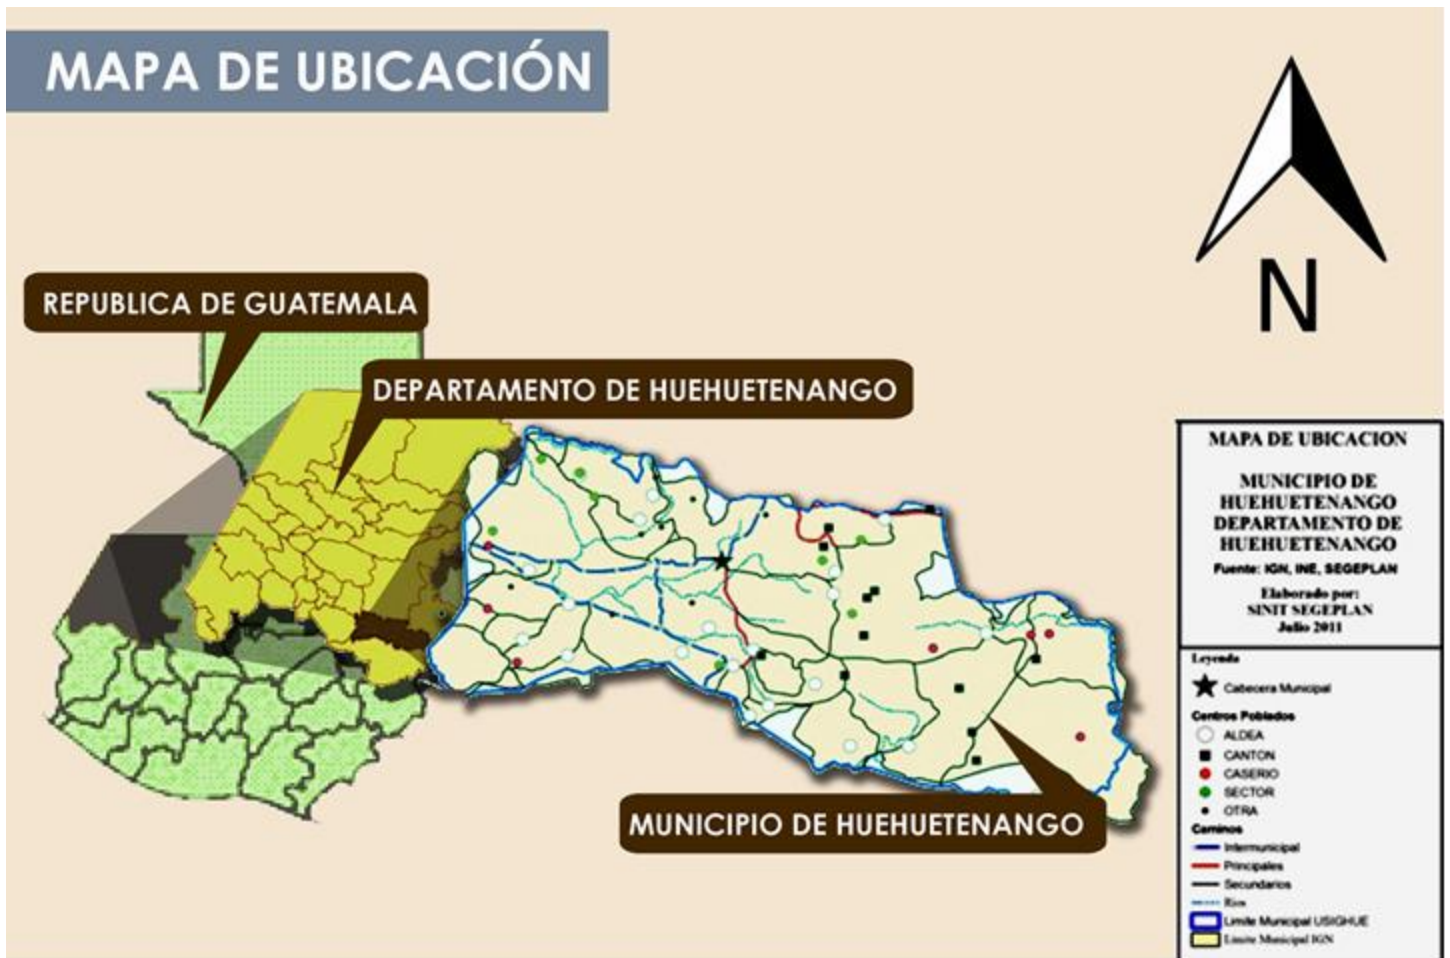 MAPA DE UBICACIÓN
N
REPUBLICA DE GUATEMALA
DEPARTAMENTO DE HUEHUETENANGO
MUNICIPIO DE HUEHUETENANGO
MAPA DE UBICACION
MUNICIPIO DE
HUEHUETENANGO
DEPARTAMENTO DE
HUEHUETENANGO
Fuente: IGN, INE, SEGEPLAN
Elaborado por:
SINIT SEGEPLAN
Julio 2011
Leyenda
Cabecera Municipal
Centros Poblados
ALDEA
CANTON
CASERIO
SECTOR
OTRA
Caminos
Intermunicipal
Principales
Secundarios
Rios
Limite Municipal USIGHUE
Limite Municipal IGN